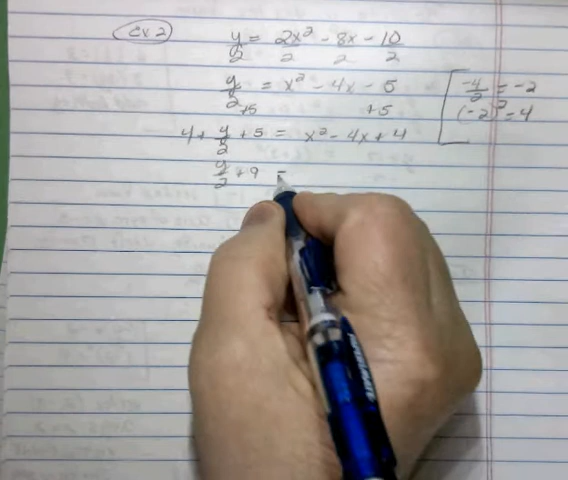 Ex 2
y/2 = 2x²/2 - 8x/2 - 10/2
y/2 = x² - 4x - 5
+5 +5
4 + y/2 + 5 = x² - 4x + 4
y/2 + 9 =
-4/2 = -2
(-2)² = 4